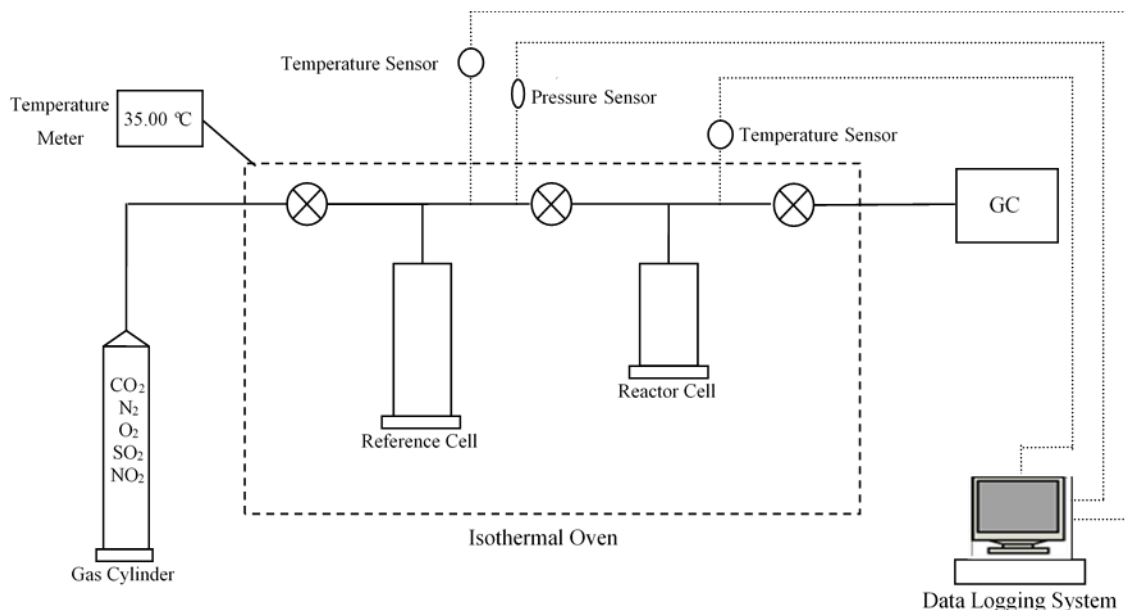 Temperature Sensor
Pressure Sensor
Temperature
Meter
35.00 ℃
Temperature Sensor
GC
CO₂
N₂
O₂
SO₂
NO₂
Reactor Cell
Reference Cell
Isothermal Oven
Gas Cylinder
Data Logging System